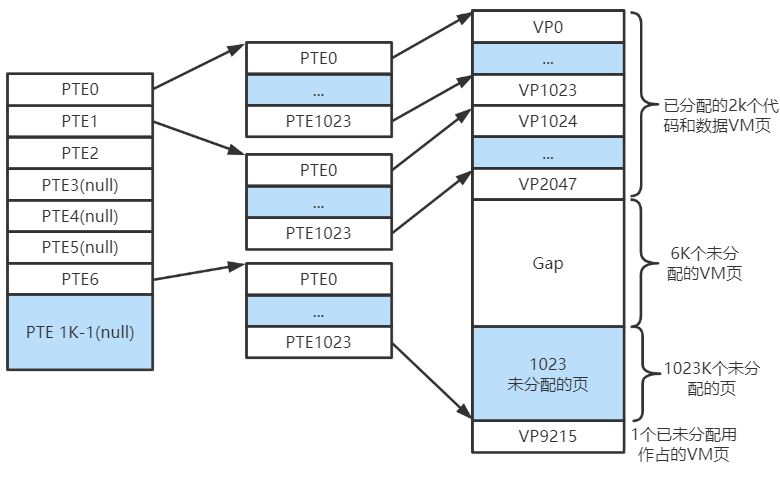 PTE0
PTE1
PTE2
PTE3(null)
PTE4(null)
PTE5(null)
PTE6
PTE 1K-1(null)
PTE0
...
PTE1023
PTE0
...
PTE1023
PTE0
...
PTE1023
VP0
...
VP1023
VP1024
...
VP2047
Gap
1023
未分配的页
VP9215
已分配的2k个代
码和数据VM页
6K个未分
配的VM页
1023K个未分
配的页
1个已未分配用
作占的VM页